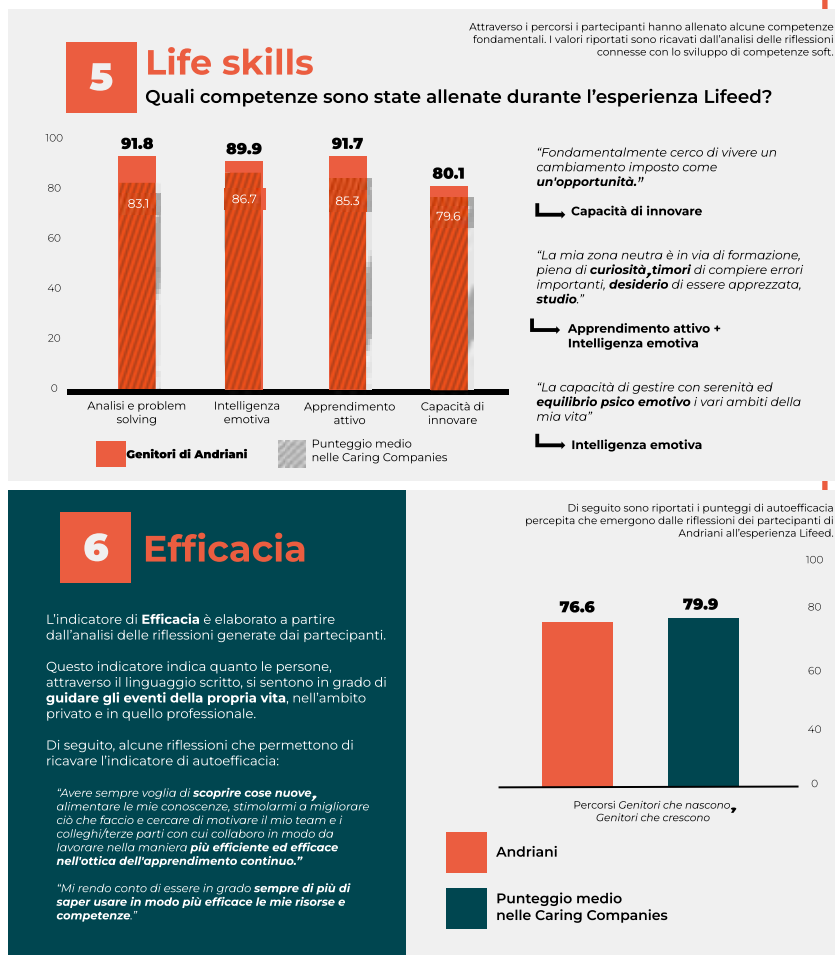 Attraverso i percorsi i partecipanti hanno allenato alcune competenze
fondamentali. I valori riportati sono ricavati dall'analisi delle riflessioni
connesse con lo sviluppo di competenze soft.
5
Life skills
Quali competenze sono state allenate durante l'esperienza Lifeed?
100
80
60
40
20
0
91.8
89.9
91.7
80.1
83.1
86.7
85.3
79.6
Analisi e problem
solving
Intelligenza
emotiva
Apprendimento
attivo
Capacità di
innovare
Genitori di Andriani
Punteggio medio
nelle Caring Companies
“Fondamentalmente cerco di vivere un
cambiamento imposto come
un'opportunità.”
Capacità di innovare
“La mia zona neutra è in via di formazione,
piena di curiosità,timori di compiere errori
importanti, desiderio di essere apprezzata,
studio.”
Apprendimento attivo +
Intelligenza emotiva
“La capacità di gestire con serenità ed
equilibrio psico emotivo i vari ambiti della
mia vita”
Intelligenza emotiva
6
Efficacia
L'indicatore di Efficacia è elaborato a partire
dall'analisi delle riflessioni generate dai partecipanti.
Questo indicatore indica quanto le persone,
attraverso il linguaggio scritto, si sentono in grado di
guidare gli eventi della propria vita, nell'ambito
privato e in quello professionale.
Di seguito, alcune riflessioni che permettono di
ricavare l'indicatore di autoefficacia:
“Avere sempre voglia di scoprire cose nuove,
alimentare le mie conoscenze, stimolarmi a migliorare
ciò che faccio e cercare di motivare il mio team e i
colleghi/terze parti con cui collaboro in modo da
lavorare nella maniera più efficiente ed efficace
nell'ottica dell'apprendimento continuo.”
“Mi rendo conto di essere in grado sempre di più di
saper usare in modo più efficace le mie risorse e
competenze.”
Di seguito sono riportati i punteggi di autoefficacia
percepita che emergono dalle riflessioni dei partecipanti di
Andriani all'esperienza Lifeed.
100
80
60
40
0
76.6
79.9
Percorsi Genitori che nascono,
Genitori che crescono
Andriani
Punteggio medio
nelle Caring Companies